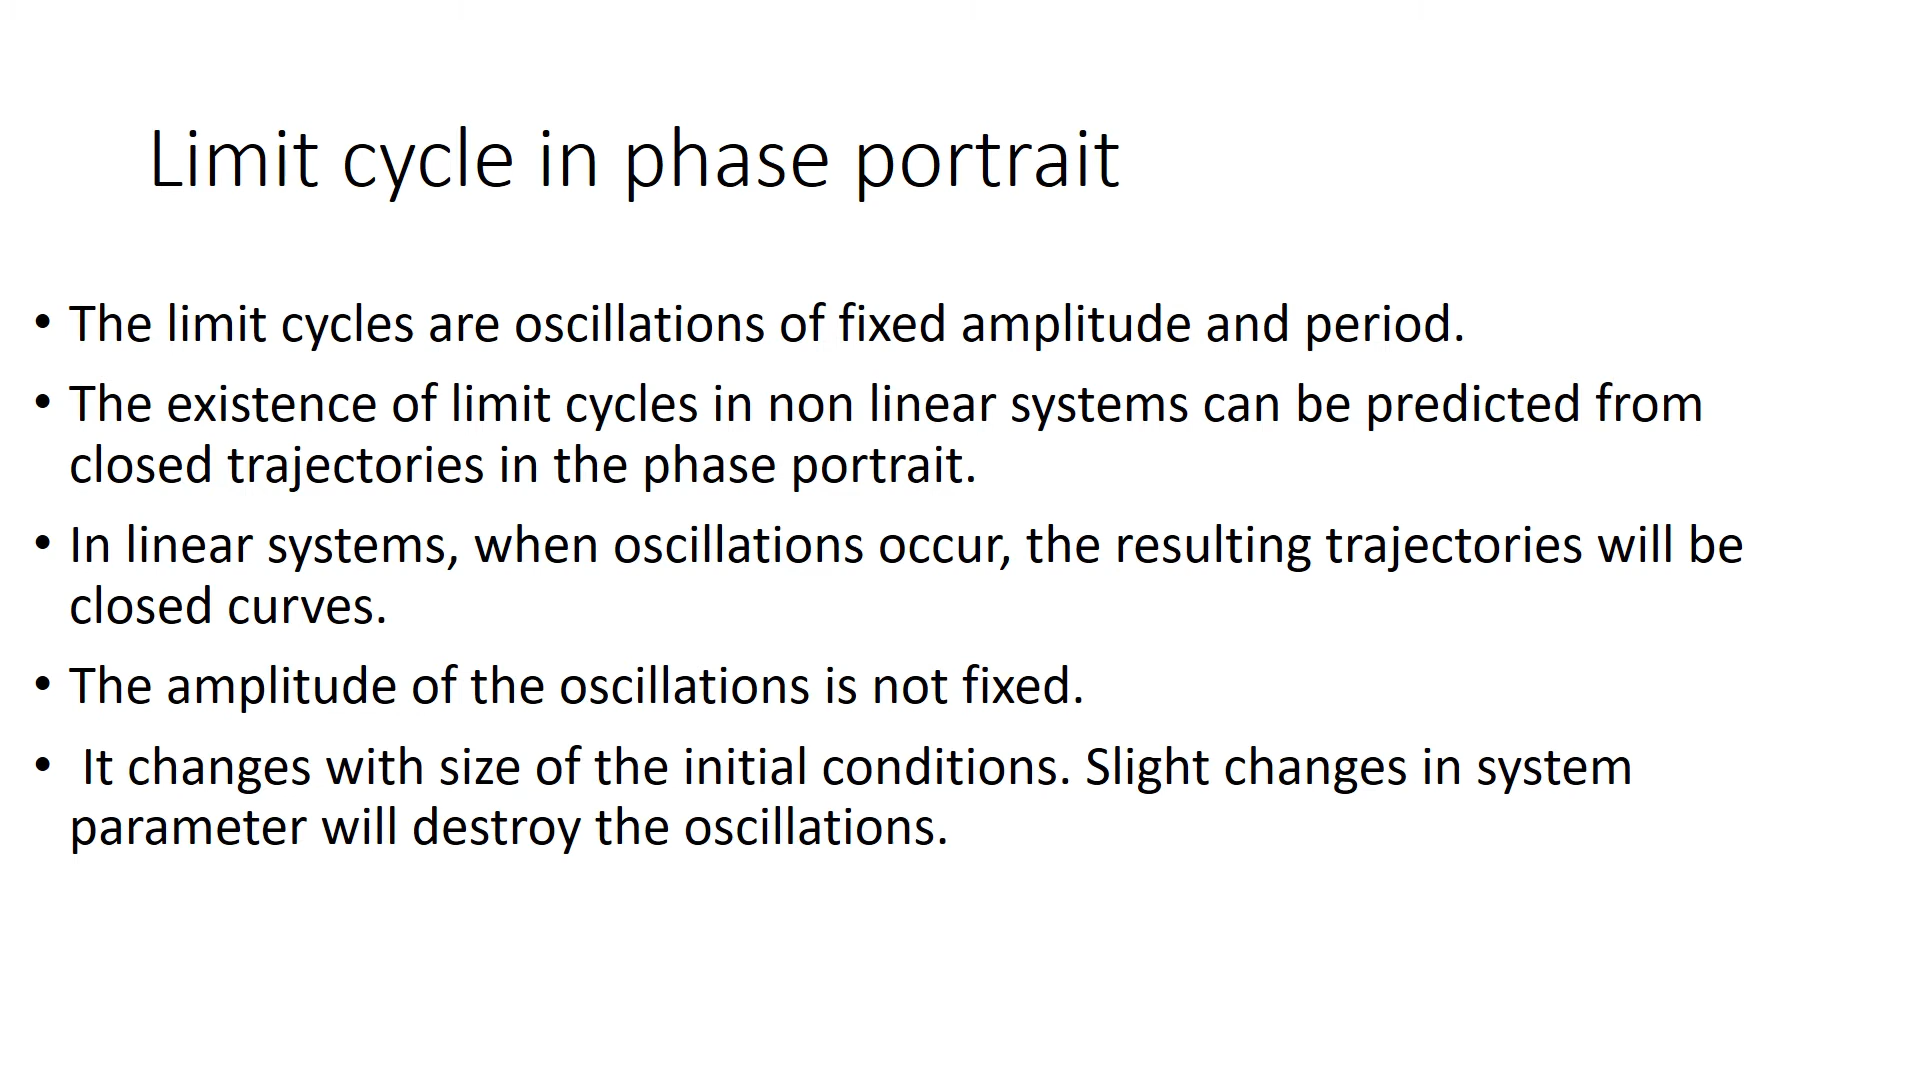 Limit cycle in phase portrait
• The limit cycles are oscillations of fixed amplitude and period.
• The existence of limit cycles in non linear systems can be predicted from
closed trajectories in the phase portrait.
• In linear systems, when oscillations occur, the resulting trajectories will be
closed curves.
• The amplitude of the oscillations is not fixed.
• It changes with size of the initial conditions. Slight changes in system
parameter will destroy the oscillations.